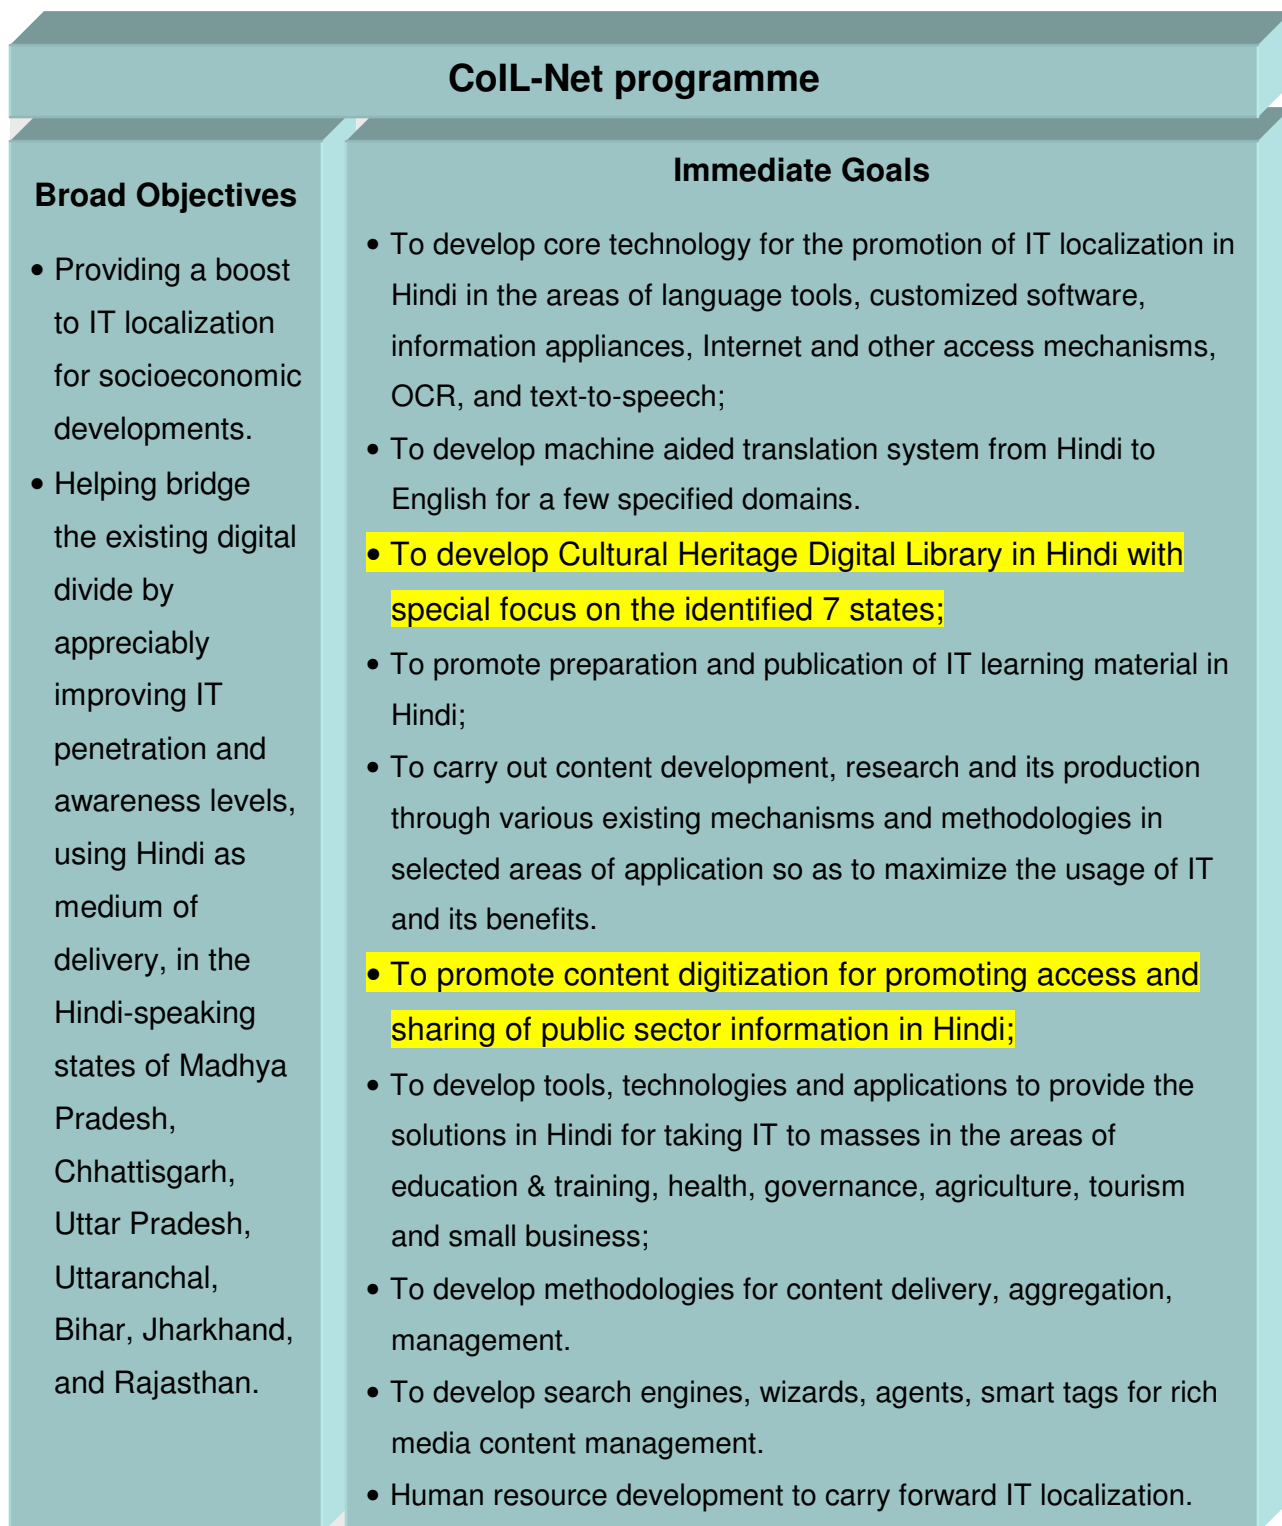 CoIL-Net programme
Broad Objectives
• Providing a boost
to IT localization
for socioeconomic
developments.
• Helping bridge
the existing digital
divide by
appreciably
improving IT
penetration and
awareness levels,
using Hindi as
medium of
delivery, in the
Hindi-speaking
states of Madhya
Pradesh,
Chhattisgarh,
Uttar Pradesh,
Uttaranchal,
Bihar, Jharkhand,
and Rajasthan.
Immediate Goals
• To develop core technology for the promotion of IT localization in
Hindi in the areas of language tools, customized software,
information appliances, Internet and other access mechanisms,
OCR, and text-to-speech;
• To develop machine aided translation system from Hindi to
English for a few specified domains.
• To develop Cultural Heritage Digital Library in Hindi with
special focus on the identified 7 states;
• To promote preparation and publication of IT learning material in
Hindi;
• To carry out content development, research and its production
through various existing mechanisms and methodologies in
selected areas of application so as to maximize the usage of IT
and its benefits.
• To promote content digitization for promoting access and
sharing of public sector information in Hindi;
• To develop tools, technologies and applications to provide the
solutions in Hindi for taking IT to masses in the areas of
education & training, health, governance, agriculture, tourism
and small business;
• To develop methodologies for content delivery, aggregation,
management.
• To develop search engines, wizards, agents, smart tags for rich
media content management.
• Human resource development to carry forward IT localization.